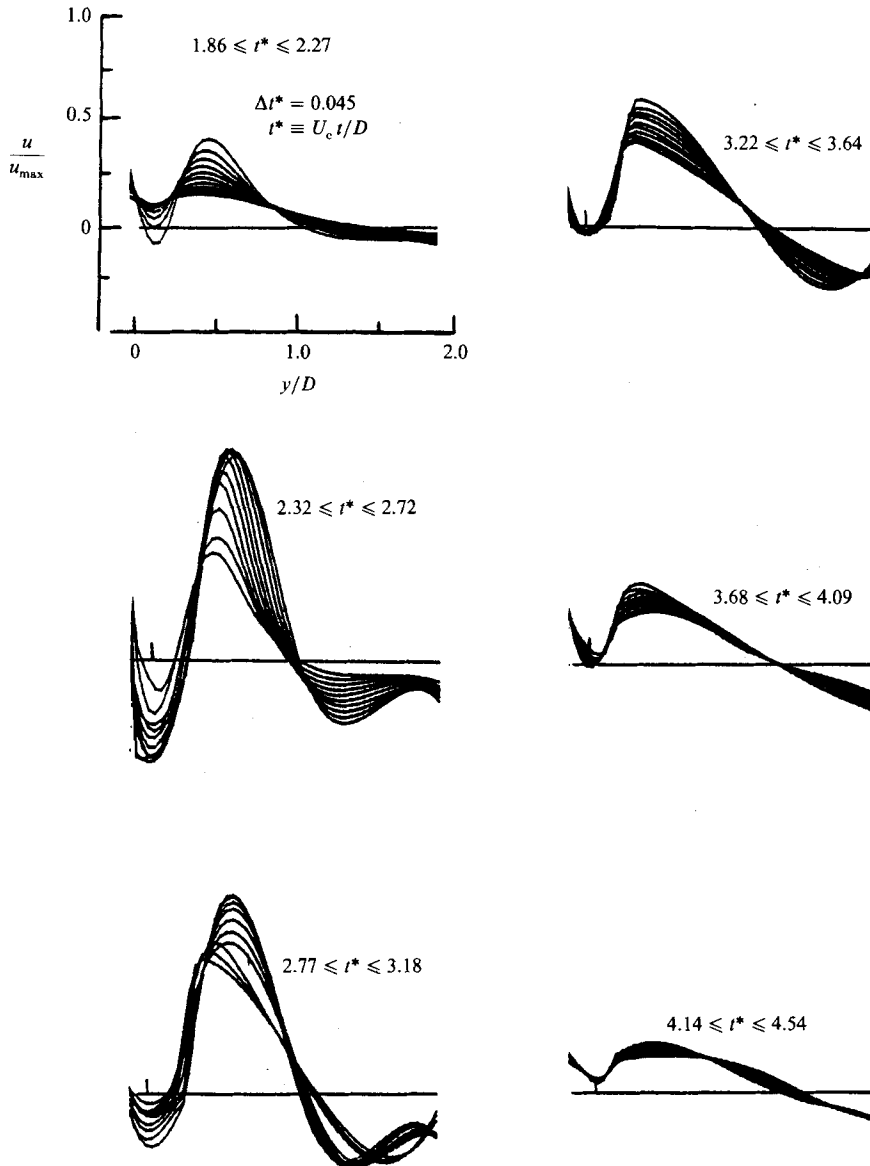 1.0
1.86 ⩽ t* ⩽ 2.27
Δt* = 0.045
t* ≡ U_c t/D
0.5
u
u_max
0
0
1.0
2.0
y/D
3.22 ⩽ t* ⩽ 3.64
2.32 ⩽ t* ⩽ 2.72
3.68 ⩽ t* ⩽ 4.09
2.77 ⩽ t* ⩽ 3.18
4.14 ⩽ t* ⩽ 4.54